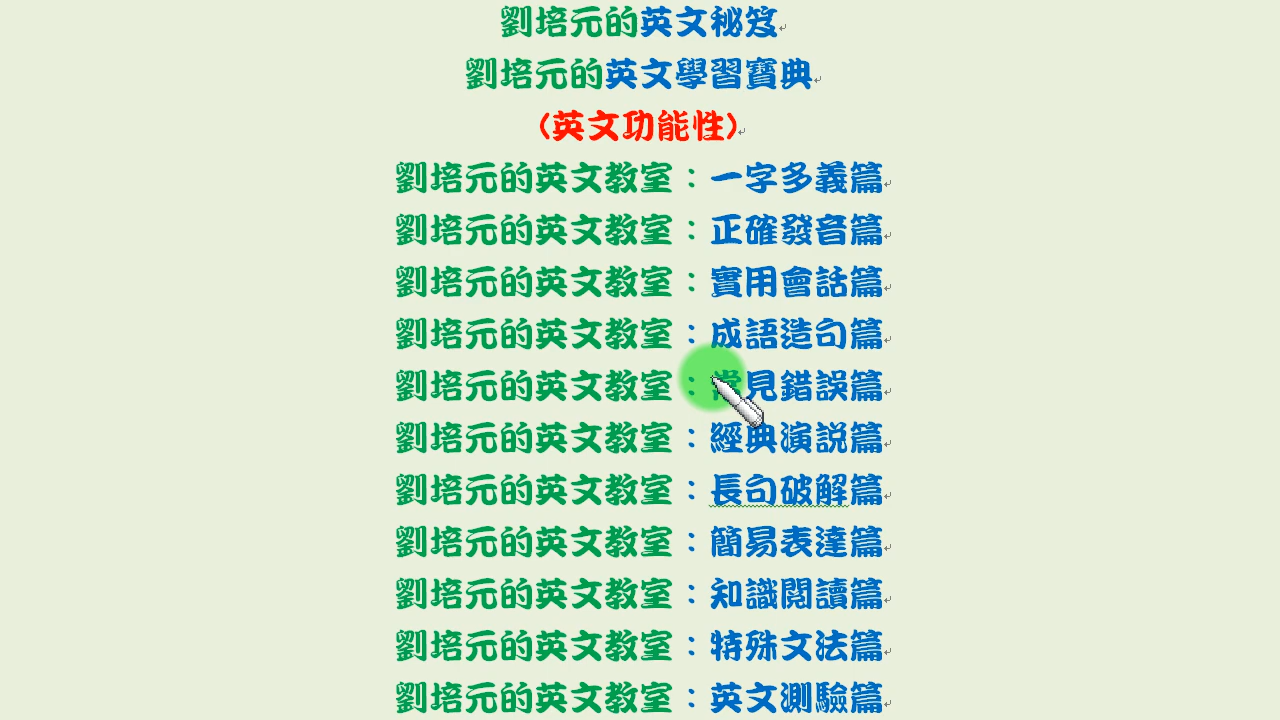 劉培元的英文秘笈
劉培元的英文學習寶典
(英文功能性)
劉培元的英文教室：一字多義篇
劉培元的英文教室：正確發音篇
劉培元的英文教室：實用會話篇
劉培元的英文教室：成語造句篇
劉培元的英文教室：常見錯誤篇
劉培元的英文教室：經典演説篇
劉培元的英文教室：長句破解篇
劉培元的英文教室：簡易表達篇
劉培元的英文教室：知識閱讀篇
劉培元的英文教室：特殊文法篇
劉培元的英文教室：英文測驗篇